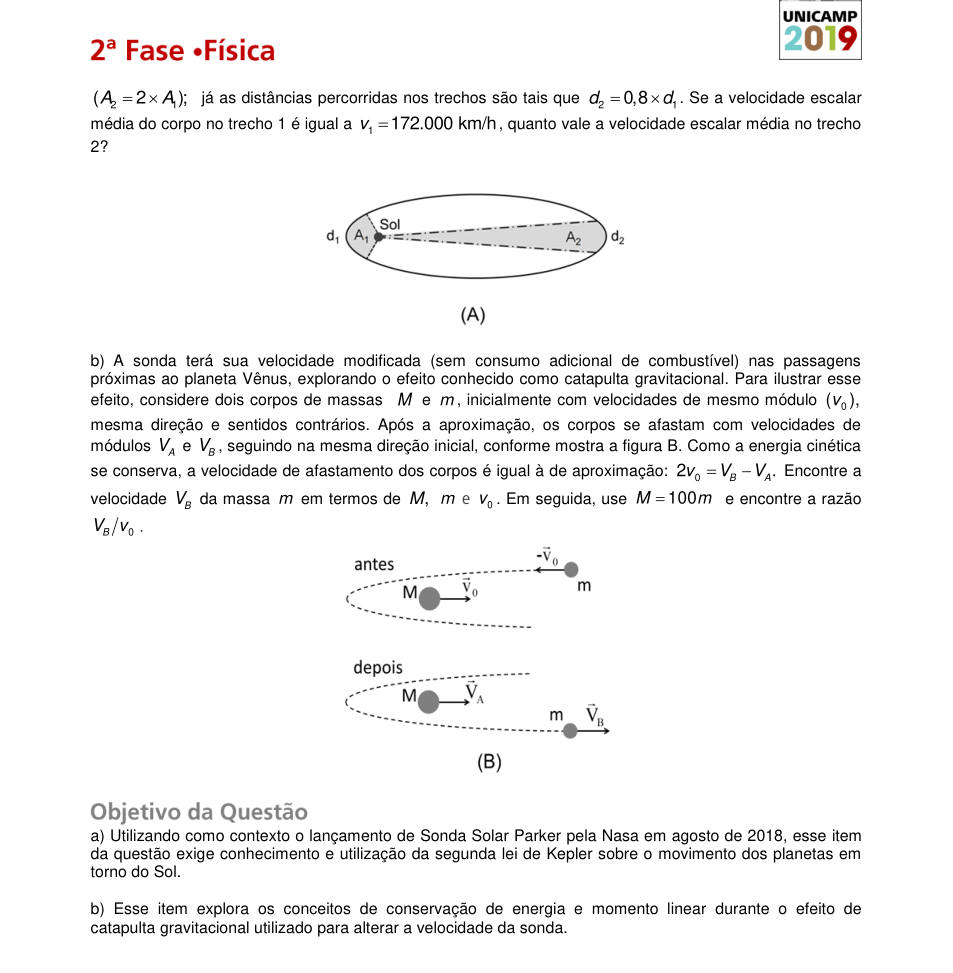 UNICAMP
2019
2ª Fase •Física
(A₂ = 2 × A₁); já as distâncias percorridas nos trechos são tais que d₂ = 0,8 × d₁. Se a velocidade escalar
média do corpo no trecho 1 é igual a v₁ = 172.000 km/h, quanto vale a velocidade escalar média no trecho
2?
d₁ A₁ Sol A₂ d₂
(A)
b) A sonda terá sua velocidade modificada (sem consumo adicional de combustível) nas passagens
próximas ao planeta Vênus, explorando o efeito conhecido como catapulta gravitacional. Para ilustrar esse
efeito, considere dois corpos de massas M e m, inicialmente com velocidades de mesmo módulo (v₀),
mesma direção e sentidos contrários. Após a aproximação, os corpos se afastam com velocidades de
módulos V_A e V_B, seguindo na mesma direção inicial, conforme mostra a figura B. Como a energia cinética
se conserva, a velocidade de afastamento dos corpos é igual à de aproximação: 2v₀ = V_B − V_A. Encontre a
velocidade V_B da massa m em termos de M, m e v₀. Em seguida, use M = 100m e encontre a razão
V_B/v₀ .
antes
-v⃗₀
M v⃗₀ m
depois
M V⃗_A
m V⃗_B
(B)
Objetivo da Questão
a) Utilizando como contexto o lançamento de Sonda Solar Parker pela Nasa em agosto de 2018, esse item
da questão exige conhecimento e utilização da segunda lei de Kepler sobre o movimento dos planetas em
torno do Sol.
b) Esse item explora os conceitos de conservação de energia e momento linear durante o efeito de
catapulta gravitacional utilizado para alterar a velocidade da sonda.